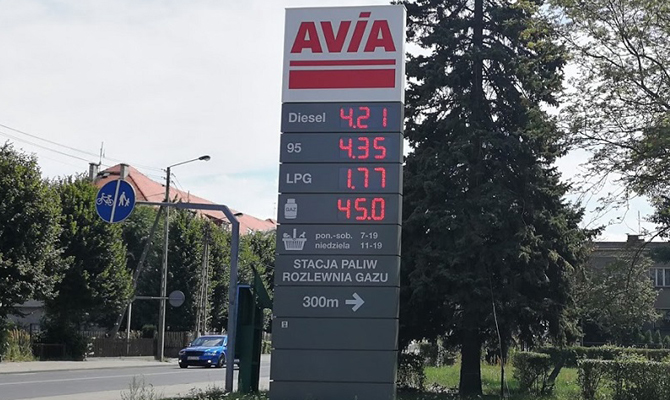 AVIA
Diesel 4.21
95 4.35
LPG 1.77
GAZ 45.0
pon.-sob. 7-19
niedziela 11-19
STACJA PALIW
ROZLEWNIA GAZU
300m